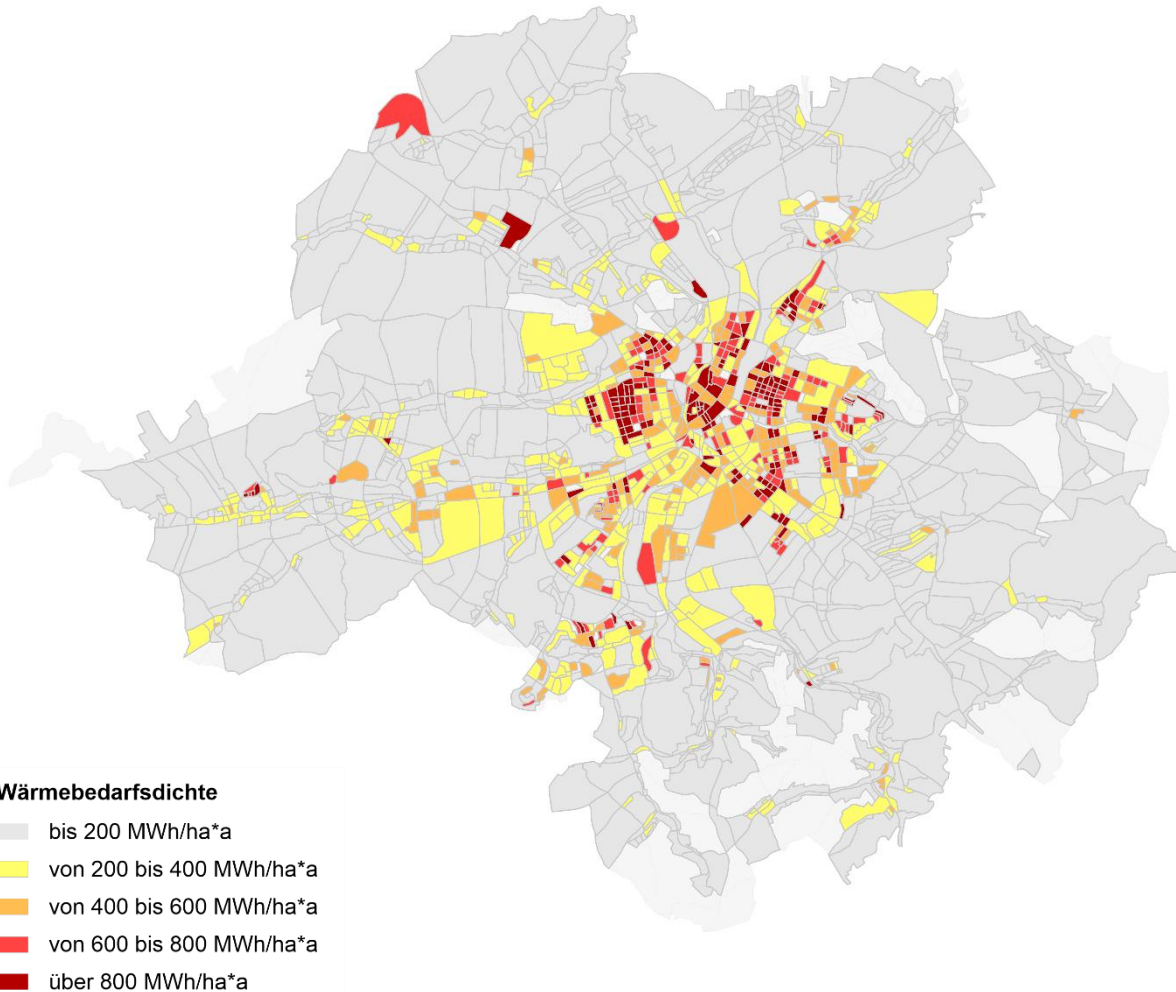 Wärmebedarfsdichte
bis 200 MWh/ha*a
von 200 bis 400 MWh/ha*a
von 400 bis 600 MWh/ha*a
von 600 bis 800 MWh/ha*a
über 800 MWh/ha*a